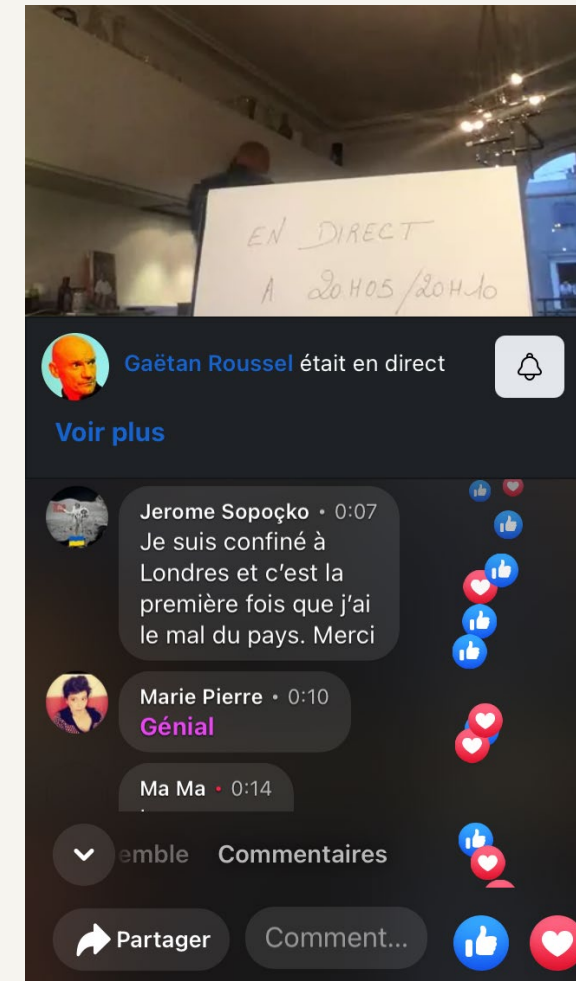 EN DIRECT
A 20H05/20H10
Gaëtan Roussel était en direct
Voir plus
Jerome Sopoçko • 0:07
Je suis confiné à
Londres et c'est la
première fois que j'ai
le mal du pays. Merci
Marie Pierre • 0:10
Génial
Ma Ma • 0:14
emble Commentaires
Partager Comment...